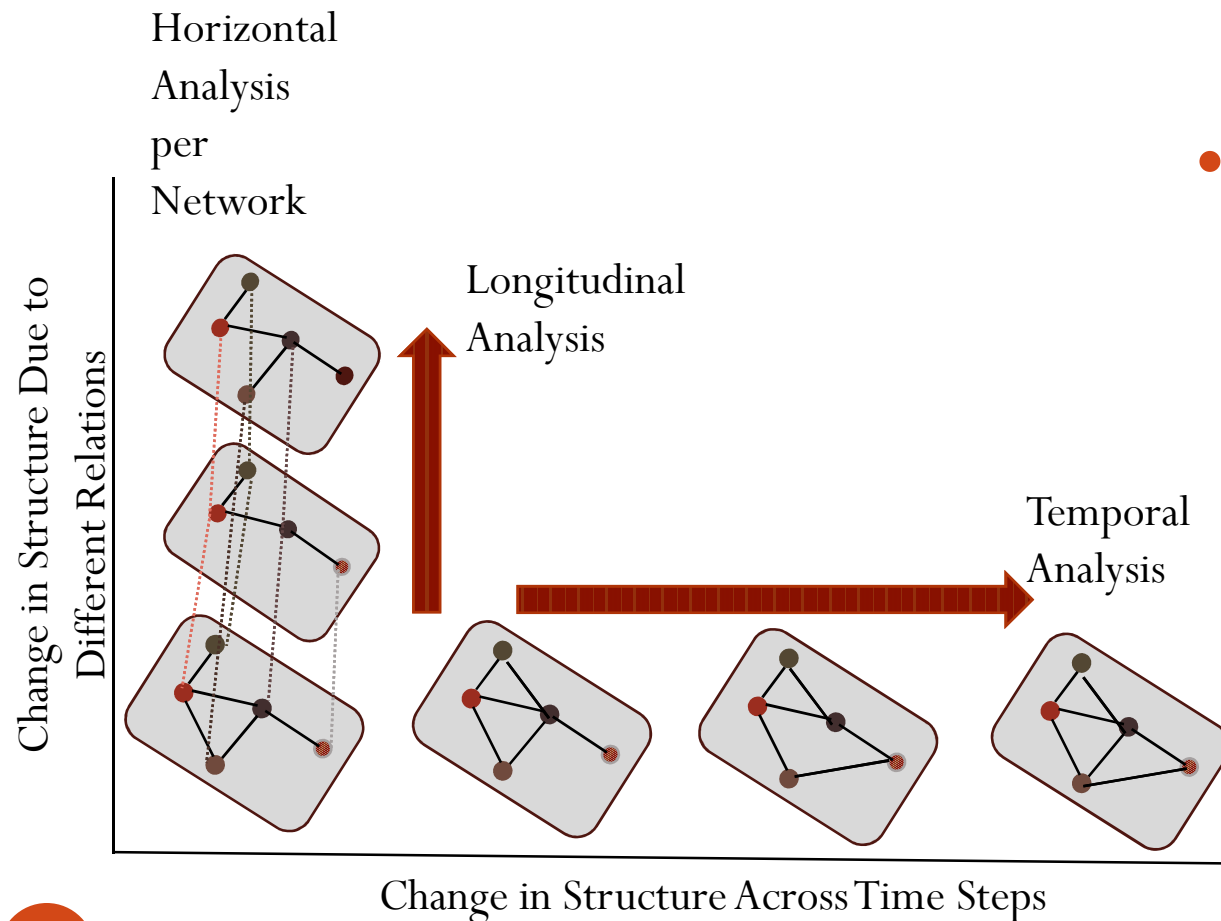 Horizontal
Analysis
per
Network
Longitudinal
Analysis
Temporal
Analysis
Change in Structure Due to
Different Relations
Change in Structure Across Time Steps